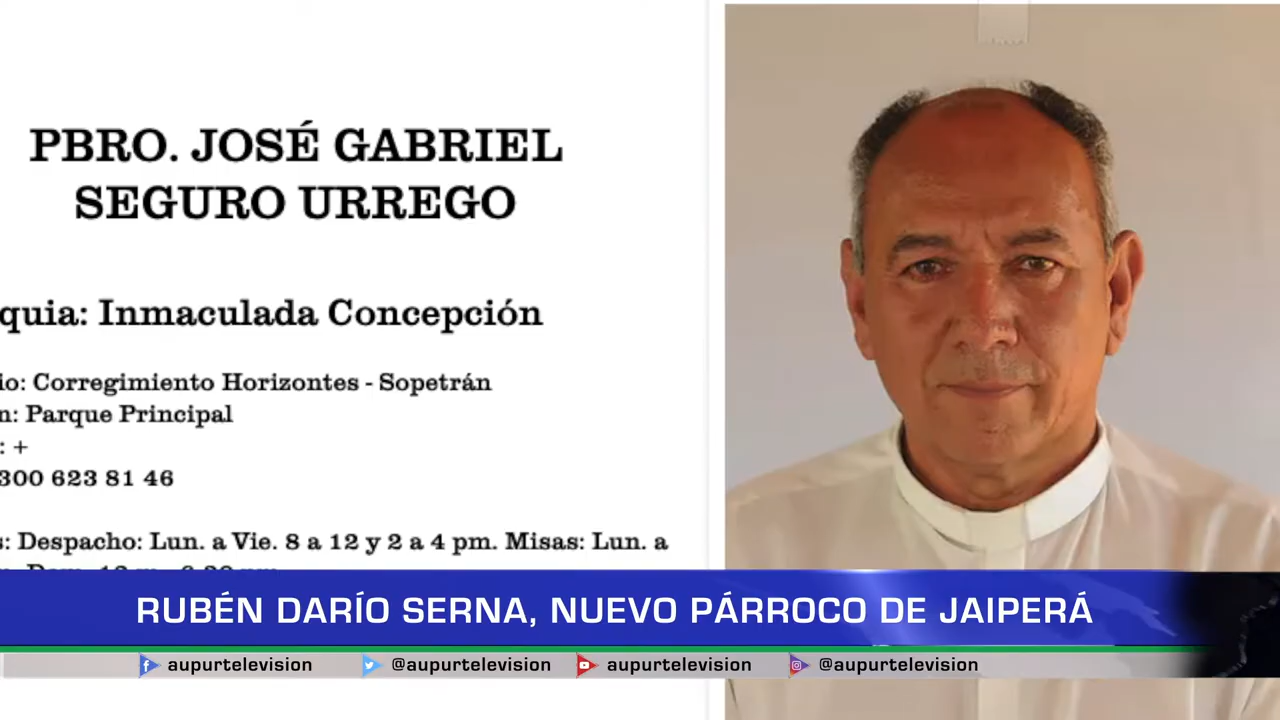 PBRO. JOSÉ GABRIEL
SEGURO URREGO
quia: Inmaculada Concepción
io: Corregimiento Horizontes - Sopetrán
n: Parque Principal
: +
300 623 81 46
s: Despacho: Lun. a Vie. 8 a 12 y 2 a 4 pm. Misas: Lun. a
RUBÉN DARÍO SERNA, NUEVO PÁRROCO DE JAIPERÁ
aupurtelevision @aupurtelevision aupurtelevision @aupurtelevision